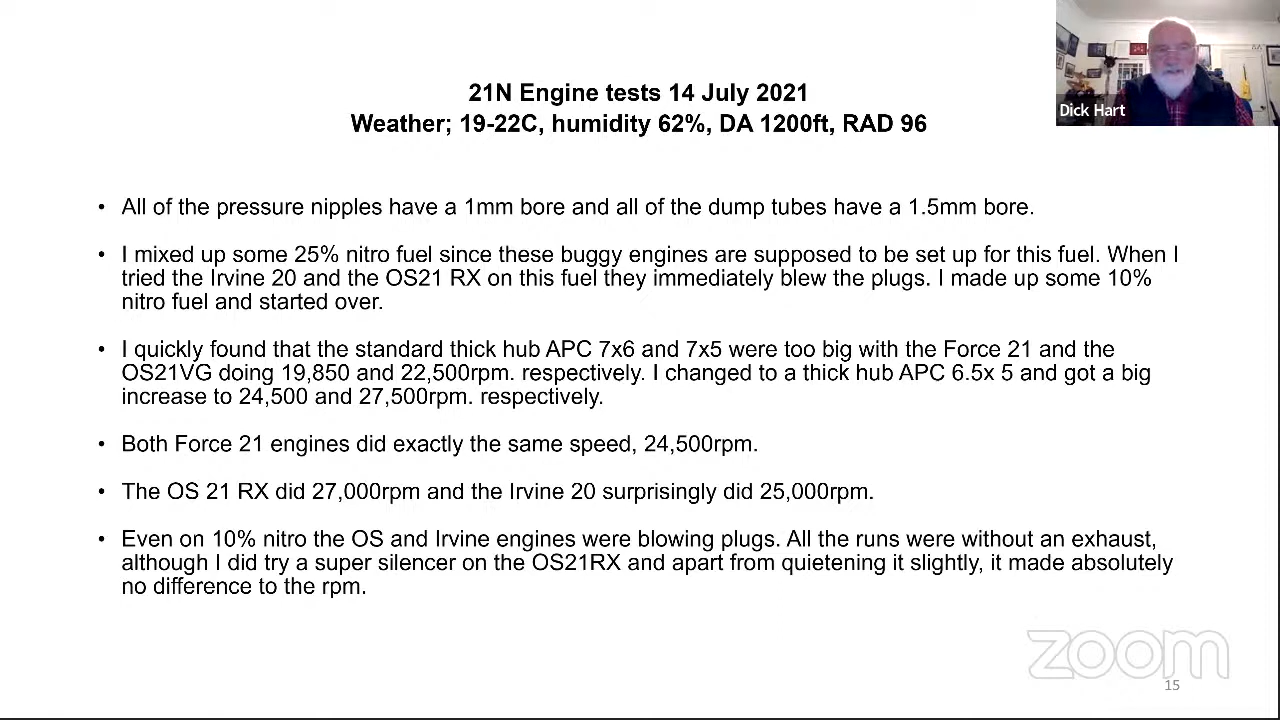 21N Engine tests 14 July 2021
Weather; 19-22C, humidity 62%, DA 1200ft, RAD 96
Dick Hart
• All of the pressure nipples have a 1mm bore and all of the dump tubes have a 1.5mm bore.
• I mixed up some 25% nitro fuel since these buggy engines are supposed to be set up for this fuel. When I
tried the Irvine 20 and the OS21 RX on this fuel they immediately blew the plugs. I made up some 10%
nitro fuel and started over.
• I quickly found that the standard thick hub APC 7x6 and 7x5 were too big with the Force 21 and the
OS21VG doing 19,850 and 22,500rpm. respectively. I changed to a thick hub APC 6.5x 5 and got a big
increase to 24,500 and 27,500rpm. respectively.
• Both Force 21 engines did exactly the same speed, 24,500rpm.
• The OS 21 RX did 27,000rpm and the Irvine 20 surprisingly did 25,000rpm.
• Even on 10% nitro the OS and Irvine engines were blowing plugs. All the runs were without an exhaust,
although I did try a super silencer on the OS21RX and apart from quietening it slightly, it made absolutely
no difference to the rpm.
zoom
15